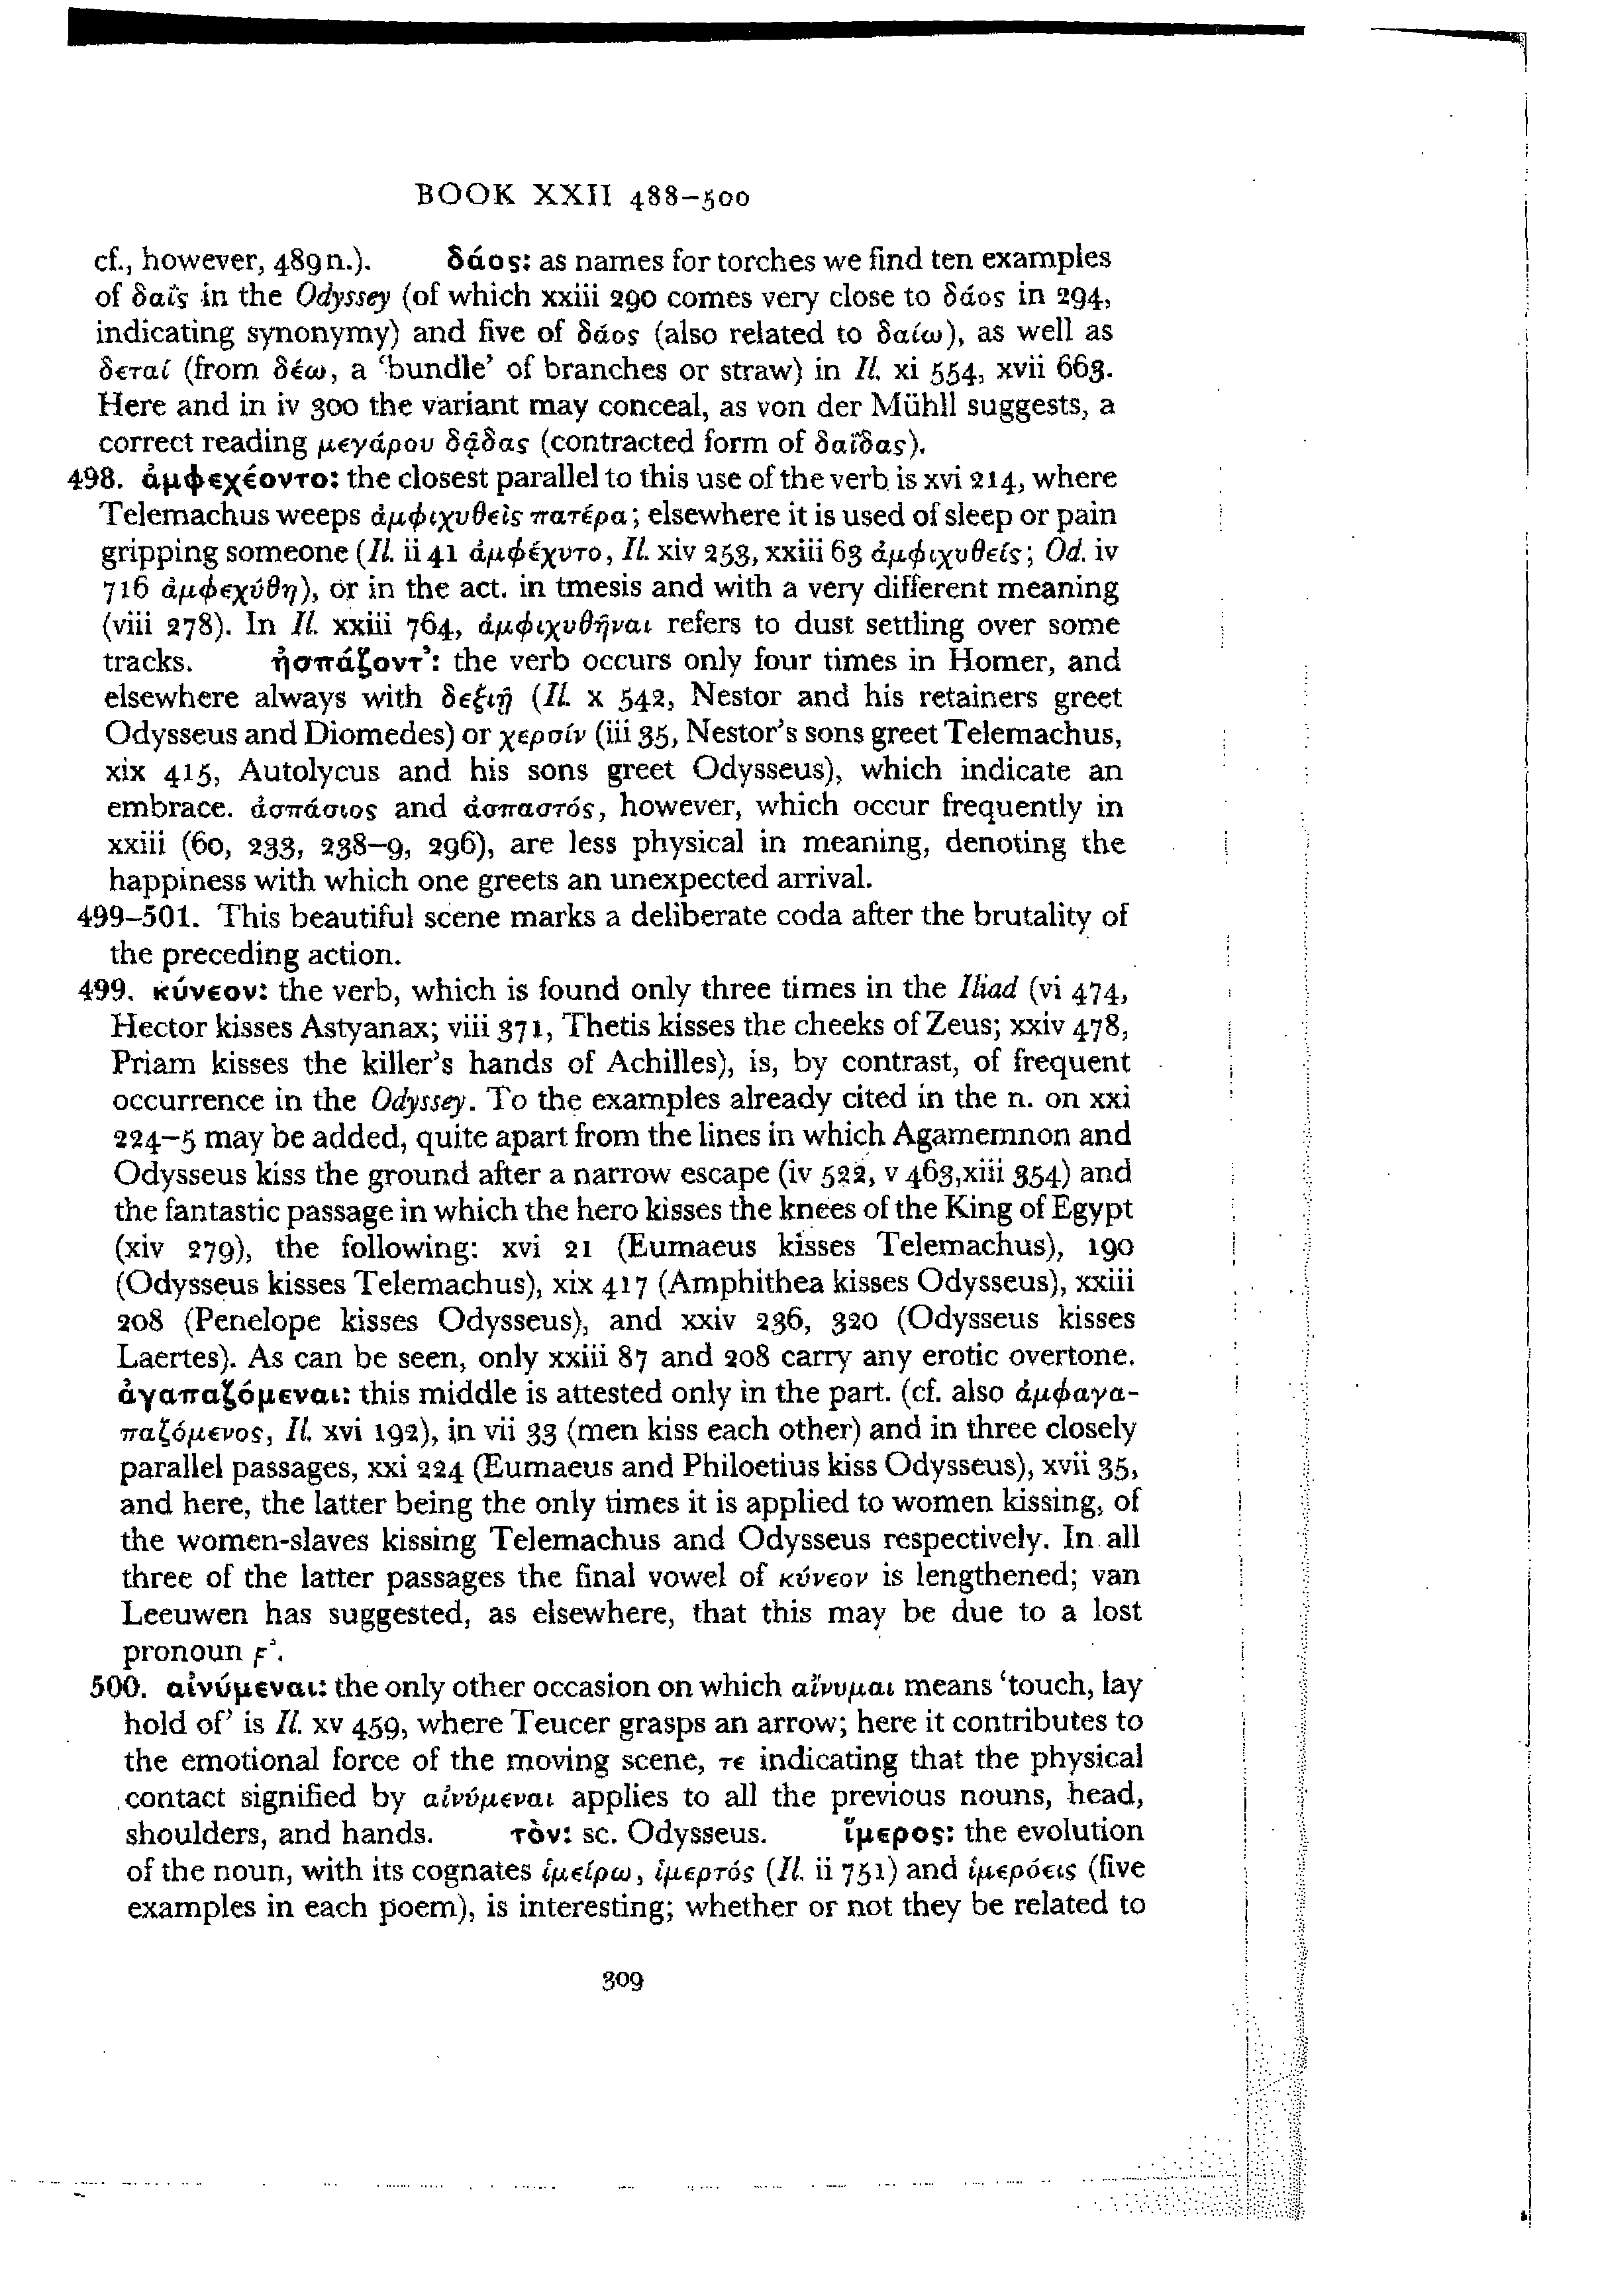 BOOK XXII 488–500
cf., however, 489 n.). δάος: as names for torches we find ten examples
of δαΐς in the Odyssey (of which xxiii 290 comes very close to δάος in 294,
indicating synonymy) and five of δάος (also related to δαίω), as well as
δεταί (from δέω, a ‘bundle’ of branches or straw) in Il. xi 554, xvii 663.
Here and in iv 300 the variant may conceal, as von der Mühll suggests, a
correct reading μεγάρου δᾷδας (contracted form of δαΐδας).
498. ἀμφεχέοντο: the closest parallel to this use of the verb is xvi 214, where
Telemachus weeps ἀμφιχυθεὶς πατέρα; elsewhere it is used of sleep or pain
gripping someone (Il. ii 41 ἀμφέχυτο, Il. xiv 253, xxiii 63 ἀμφιχυθείς; Od. iv
716 ἀμφεχύθη), or in the act. in tmesis and with a very different meaning
(viii 278). In Il. xxiii 764, ἀμφιχυθῆναι refers to dust settling over some
tracks. ἠσπάζοντ’: the verb occurs only four times in Homer, and
elsewhere always with δεξιῇ (Il. x 542, Nestor and his retainers greet
Odysseus and Diomedes) or χερσίν (iii 35, Nestor’s sons greet Telemachus,
xix 415, Autolycus and his sons greet Odysseus), which indicate an
embrace. ἀσπάσιος and ἀσπαστός, however, which occur frequently in
xxiii (60, 233, 238–9, 296), are less physical in meaning, denoting the
happiness with which one greets an unexpected arrival.
499–501. This beautiful scene marks a deliberate coda after the brutality of
the preceding action.
499. κύνεον: the verb, which is found only three times in the Iliad (vi 474,
Hector kisses Astyanax; viii 371, Thetis kisses the cheeks of Zeus; xxiv 478,
Priam kisses the killer’s hands of Achilles), is, by contrast, of frequent
occurrence in the Odyssey. To the examples already cited in the n. on xxi
224–5 may be added, quite apart from the lines in which Agamemnon and
Odysseus kiss the ground after a narrow escape (iv 522, v 463,xiii 354) and
the fantastic passage in which the hero kisses the knees of the King of Egypt
(xiv 279), the following: xvi 21 (Eumaeus kisses Telemachus), 190
(Odysseus kisses Telemachus), xix 417 (Amphithea kisses Odysseus), xxiii
208 (Penelope kisses Odysseus), and xxiv 236, 320 (Odysseus kisses
Laertes). As can be seen, only xxiii 87 and 208 carry any erotic overtone.
ἀγαπαζόμεναι: this middle is attested only in the part. (cf. also ἀμφαγα-
παζόμενος, Il. xvi 192), in vii 33 (men kiss each other) and in three closely
parallel passages, xxi 224 (Eumaeus and Philoetius kiss Odysseus), xvii 35,
and here, the latter being the only times it is applied to women kissing, of
the women-slaves kissing Telemachus and Odysseus respectively. In all
three of the latter passages the final vowel of κύνεον is lengthened; van
Leeuwen has suggested, as elsewhere, that this may be due to a lost
pronoun ϝ’.
500. αἰνύμεναι: the only other occasion on which αἴνυμαι means ‘touch, lay
hold of’ is Il. xv 459, where Teucer grasps an arrow; here it contributes to
the emotional force of the moving scene, τε indicating that the physical
contact signified by αἰνύμεναι applies to all the previous nouns, head,
shoulders, and hands. τὸν: sc. Odysseus. ἵμερος: the evolution
of the noun, with its cognates ἱμείρω, ἱμερτός (Il. ii 751) and ἱμερόεις (five
examples in each poem), is interesting; whether or not they be related to
309